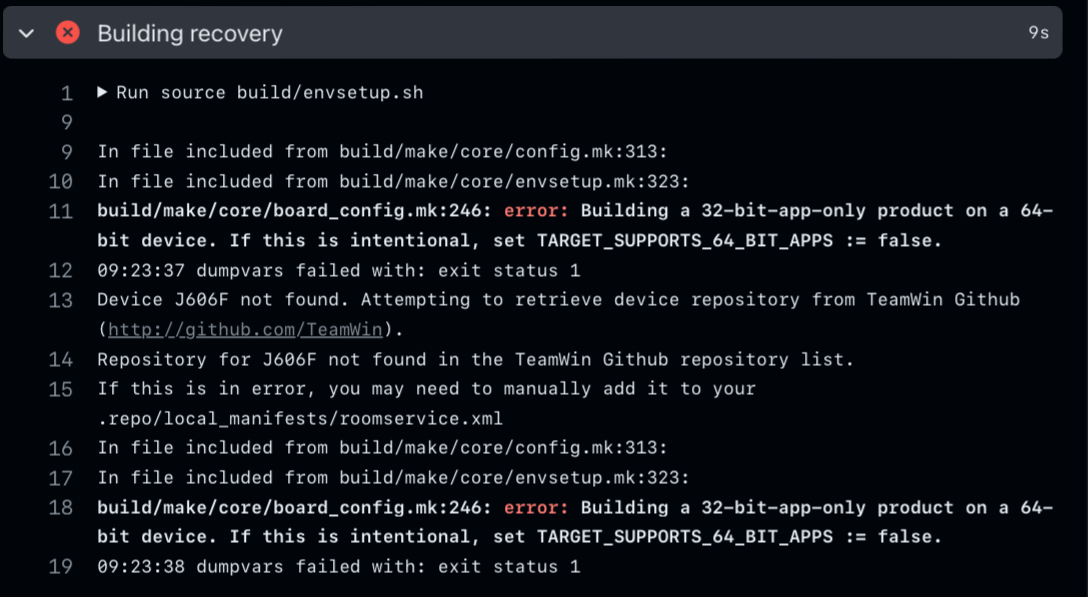 Building recovery
9s
1 Run source build/envsetup.sh
9
9 In file included from build/make/core/config.mk:313:
10 In file included from build/make/core/envsetup.mk:323:
11 build/make/core/board_config.mk:246: error: Building a 32-bit-app-only product on a 64-
bit device. If this is intentional, set TARGET_SUPPORTS_64_BIT_APPS := false.
12 09:23:37 dumpvars failed with: exit status 1
13 Device J606F not found. Attempting to retrieve device repository from TeamWin Github
(http://github.com/TeamWin).
14 Repository for J606F not found in the TeamWin Github repository list.
15 If this is in error, you may need to manually add it to your
.repo/local_manifests/roomservice.xml
16 In file included from build/make/core/config.mk:313:
17 In file included from build/make/core/envsetup.mk:323:
18 build/make/core/board_config.mk:246: error: Building a 32-bit-app-only product on a 64-
bit device. If this is intentional, set TARGET_SUPPORTS_64_BIT_APPS := false.
19 09:23:38 dumpvars failed with: exit status 1